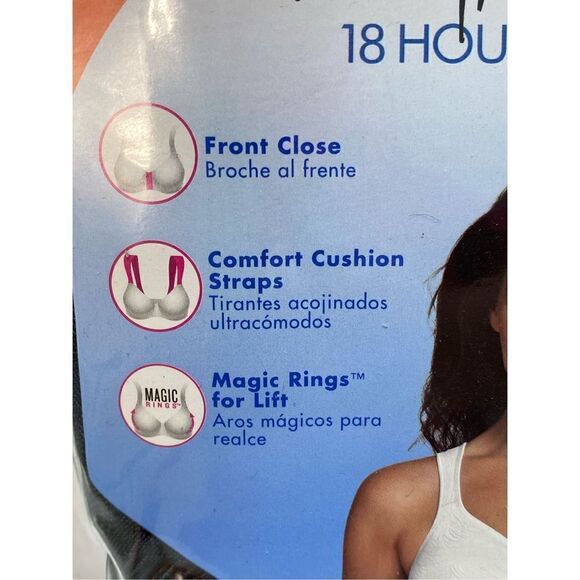 18 HOU
Front Close
Broche al frente
Comfort Cushion
Straps
Tirantes acojinados
ultracómodos
MAGIC
RINGS™
Magic Rings™
for Lift
Aros mágicos para
realce